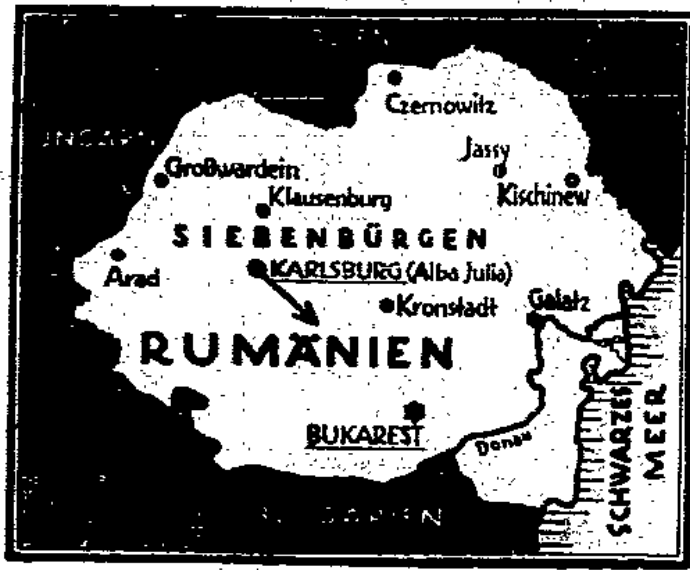 Czernowitz
Jassy
Großwardein
Kischinew
Klausenburg
SIEBENBÜRGEN
Arad
KARLSBURG (Alba Julia)
Kronstadt
Galatz
RUMÄNIEN
BUKAREST
Donau
SCHWARZES
MEER